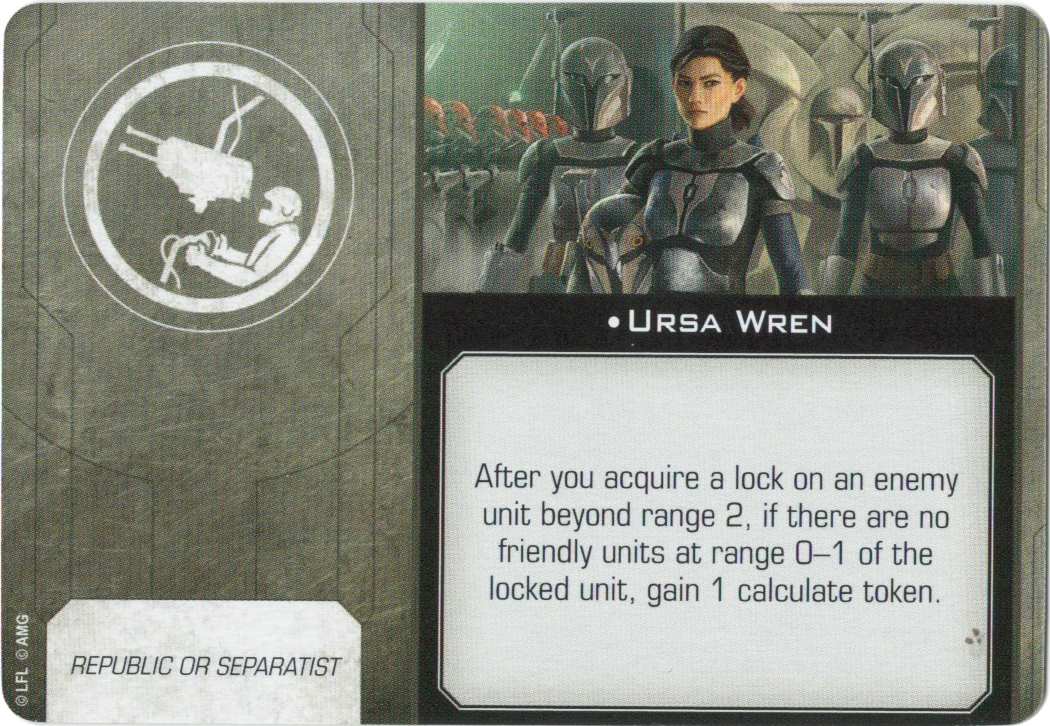 •URSA WREN
After you acquire a lock on an enemy
unit beyond range 2, if there are no
friendly units at range 0–1 of the
locked unit, gain 1 calculate token.
REPUBLIC OR SEPARATIST
©LFL ©AMG